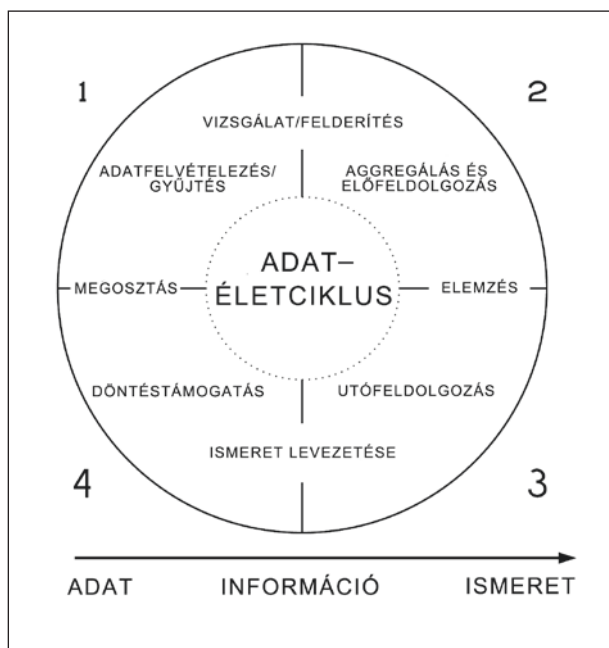 1
2
VIZSGÁLAT/FELDERÍTÉS
ADATFELVÉTELEZÉS/
GYŰJTÉS
AGGREGÁLÁS ÉS
ELŐFELDOLGOZÁS
ADAT–
ÉLETCIKLUS
MEGOSZTÁS
ELEMZÉS
DÖNTÉSTÁMOGATÁS
UTÓFELDOLGOZÁS
ISMERET LEVEZETÉSE
4
3
ADAT
INFORMÁCIÓ
ISMERET